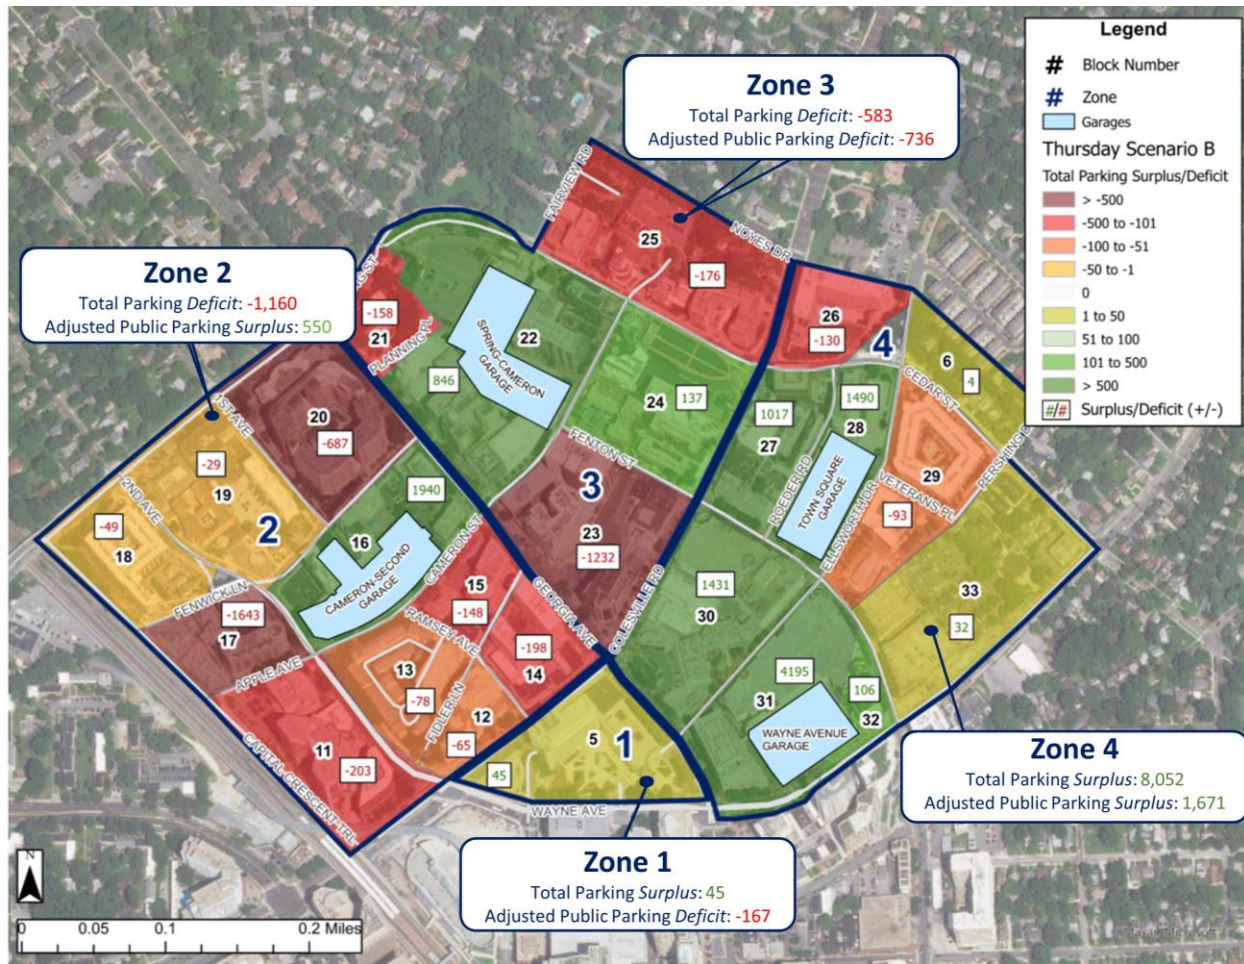 Legend
# Block Number
# Zone
Garages
Thursday Scenario B
Total Parking Surplus/Deficit
> -500
-500 to -101
-100 to -51
-50 to -1
0
1 to 50
51 to 100
101 to 500
> 500
#/# Surplus/Deficit (+/-)
Zone 3
Total Parking Deficit: -583
Adjusted Public Parking Deficit: -736
Zone 2
Total Parking Deficit: -1,160
Adjusted Public Parking Surplus: 550
FAIRVIEW RD
NOYES DR
25
-176
26
-130
4
6
4
CEDAR ST
-158
21
PLANNING PL
22
SPRING-CAMERON
GARAGE
846
24
137
1017
27
1490
28
ROEDER RD
TOWN SQUARE
GARAGE
ELLSWORTH DR
VETERANS PL
29
-93
1ST AVE
20
-687
-29
19
2ND AVE
2
-49
18
FENWICK LN
1940
16
CAMERON-SECOND
GARAGE
CAMERON ST
FENTON ST
3
23
-1232
GEORGIA AVE
COLESVILLE RD
1431
30
33
32
-1643
17
APPLE AVE
15
-148
RAMSEY AVE
-198
14
13
-78
FIDLER LN
12
-65
11
-203
CAPITAL CRESCENT TRL
5
1
45
WAYNE AVE
4195
31
106
32
WAYNE AVENUE
GARAGE
Zone 4
Total Parking Surplus: 8,052
Adjusted Public Parking Surplus: 1,671
Zone 1
Total Parking Surplus: 45
Adjusted Public Parking Deficit: -167
N
0 0.05 0.1 0.2 Miles